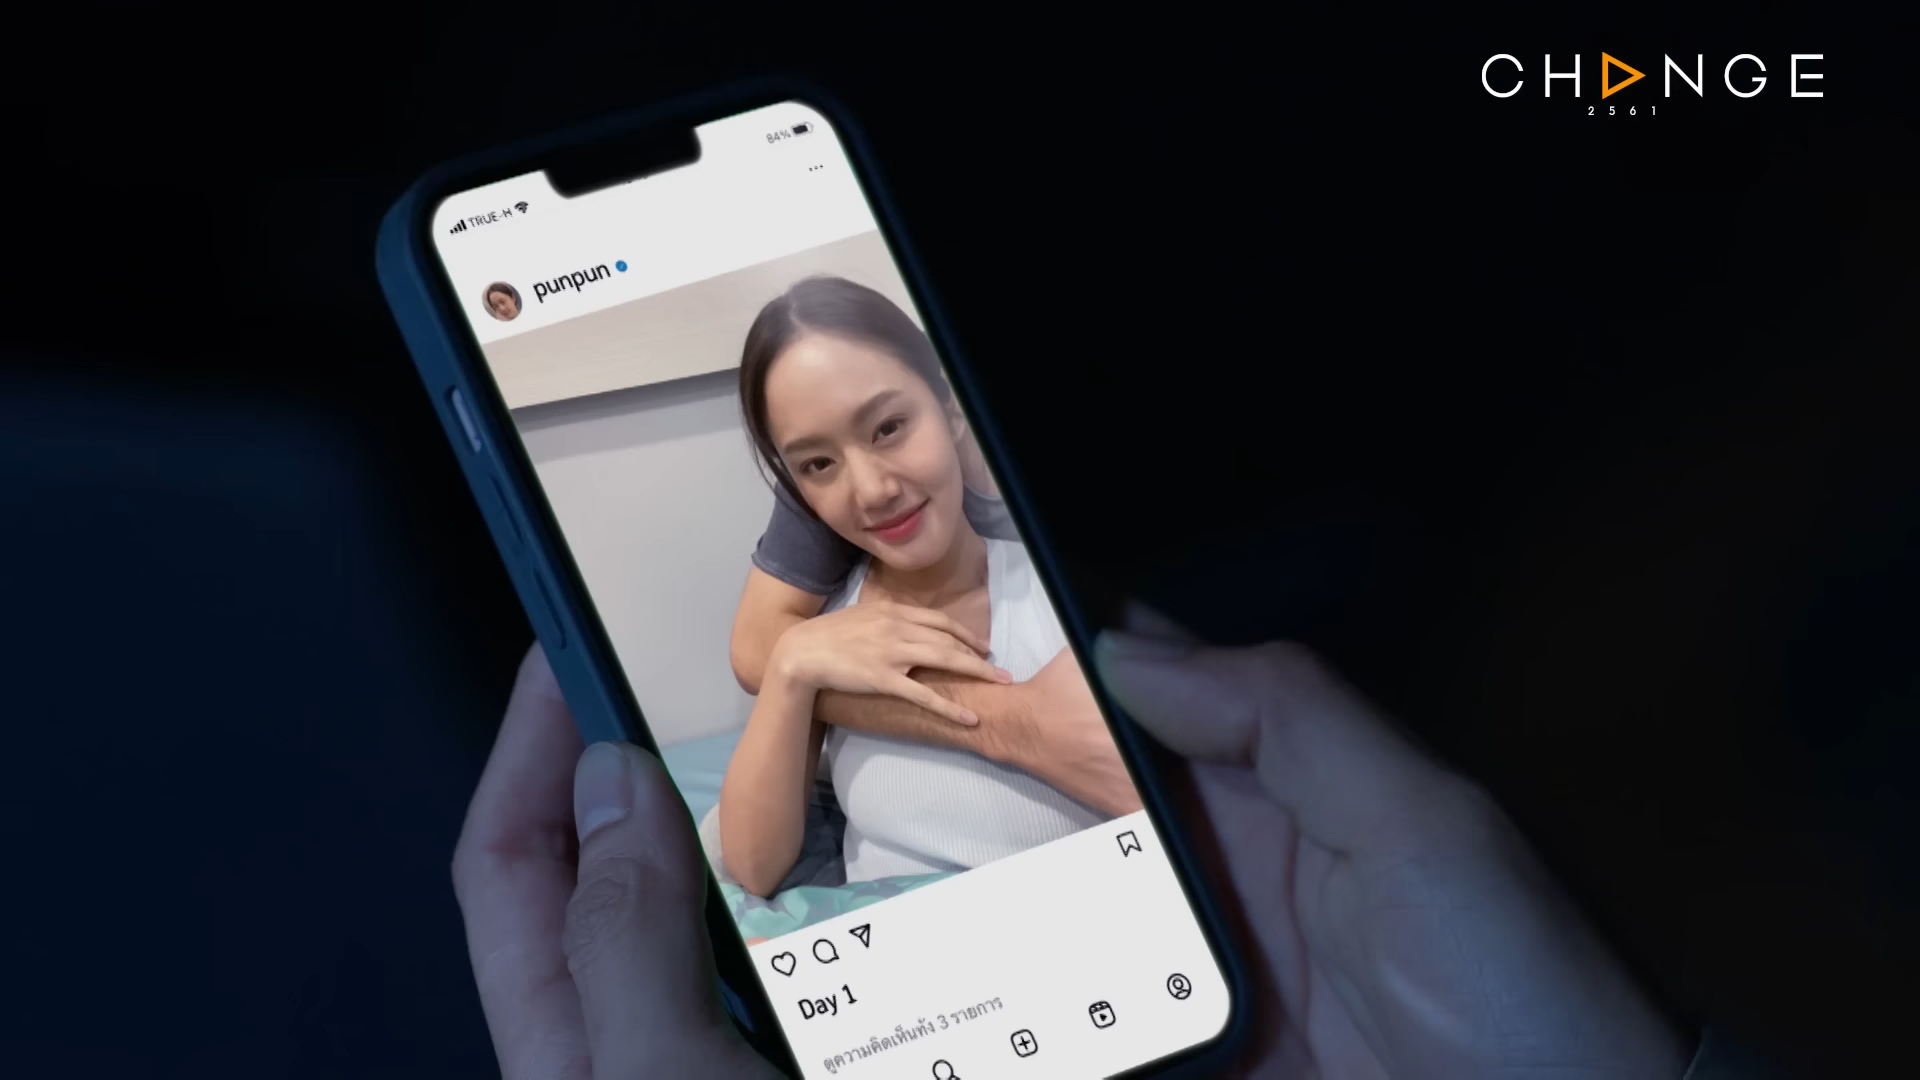 CHANGE
2561
84%
TRUE-H
punpun
Day 1
ดูความคิดเห็นทั้ง 3 รายการ